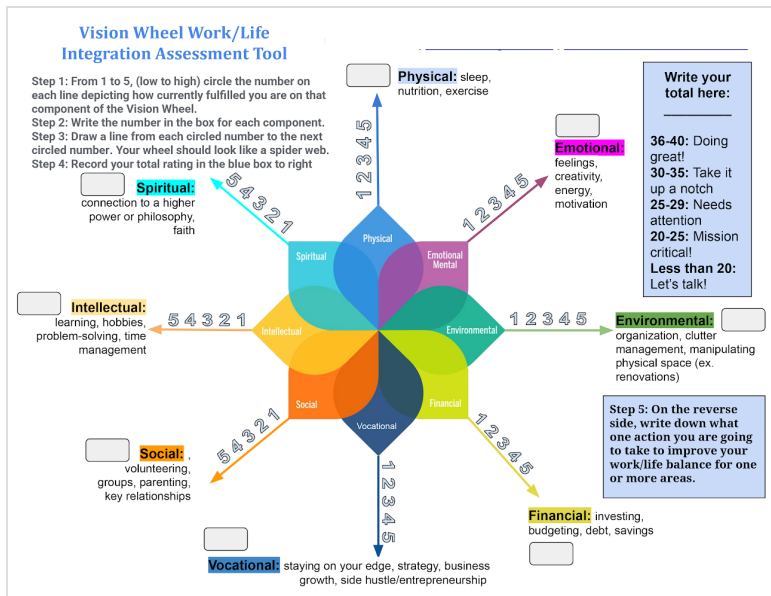 Vision Wheel Work/Life
Integration Assessment Tool
Step 1: From 1 to 5, (low to high) circle the number on
each line depicting how currently fulfilled you are on that
component of the Vision Wheel.
Step 2: Write the number in the box for each component.
Step 3: Draw a line from each circled number to the next
circled number. Your wheel should look like a spider web.
Step 4: Record your total rating in the blue box to right
Physical: sleep,
nutrition, exercise
1 2 3 4 5
Write your
total here:
36-40: Doing
great!
30-35: Take it
up a notch
25-29: Needs
attention
20-25: Mission
critical!
Less than 20:
Let's talk!
Emotional:
feelings,
creativity,
energy,
motivation
1 2 3 4 5
Spiritual:
connection to a higher
power or philosophy,
faith
5 4 3 2 1
Physical
Spiritual
Emotional
Mental
Intellectual:
learning, hobbies,
problem-solving, time
management
5 4 3 2 1
Intellectual
Environmental
1 2 3 4 5
Environmental:
organization, clutter
management, manipulating
physical space (ex.
renovations)
Social
Financial
Vocational
Social: ,
volunteering,
groups, parenting,
key relationships
5 4 3 2 1
1 2 3 4 5
1 2 3 4 5
Step 5: On the reverse
side, write down what
one action you are going
to take to improve your
work/life balance for one
or more areas.
Financial: investing,
budgeting, debt, savings
Vocational: staying on your edge, strategy, business
growth, side hustle/entrepreneurship